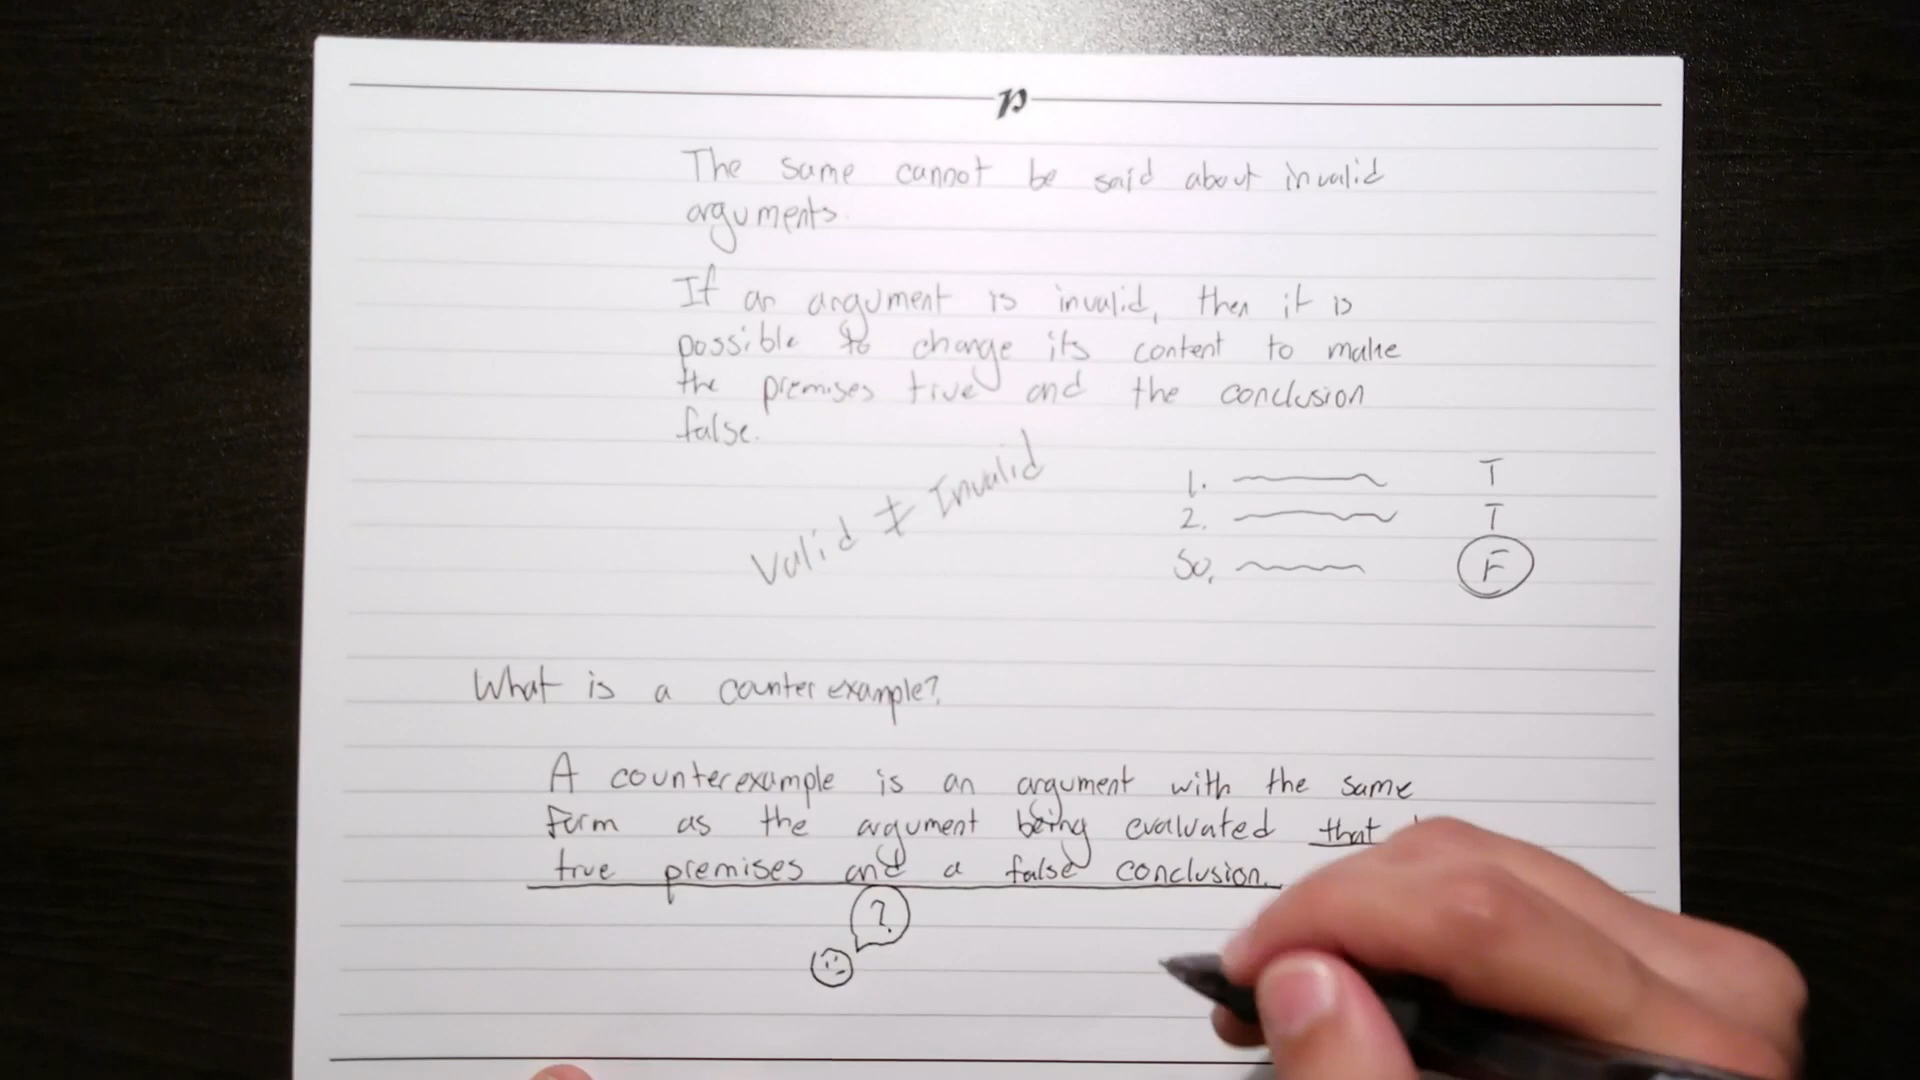 The same cannot be said about invalid
arguments.
If an argument is invalid, then it is
possible to change its content to make
the premises true and the conclusion
false.
Valid ≠ Invalid
1. T
2. T
So, F
What is a counterexample?
A counterexample is an argument with the same
form as the argument being evaluated that
true premises and a false conclusion.
?